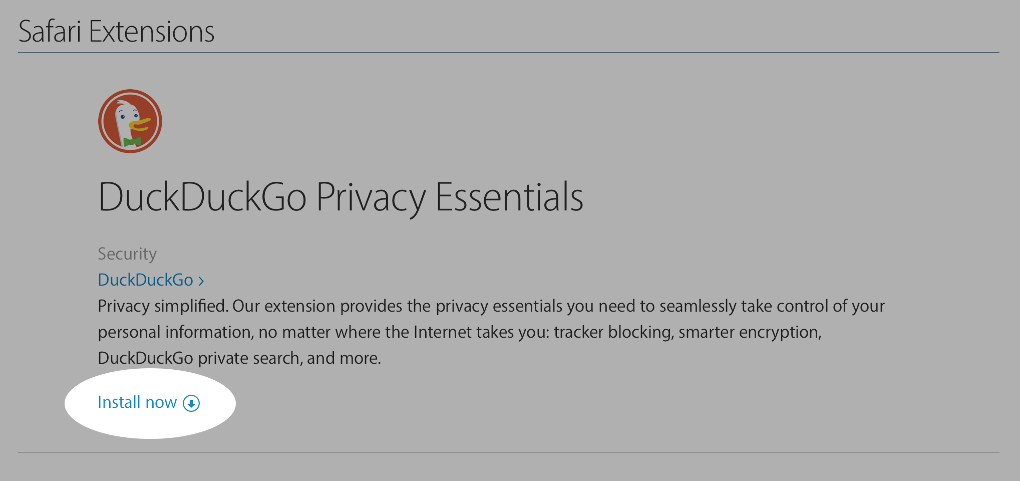 Safari Extensions
DuckDuckGo Privacy Essentials
Security
DuckDuckGo ›
Privacy simplified. Our extension provides the privacy essentials you need to seamlessly take control of your
personal information, no matter where the Internet takes you: tracker blocking, smarter encryption,
DuckDuckGo private search, and more.
Install now